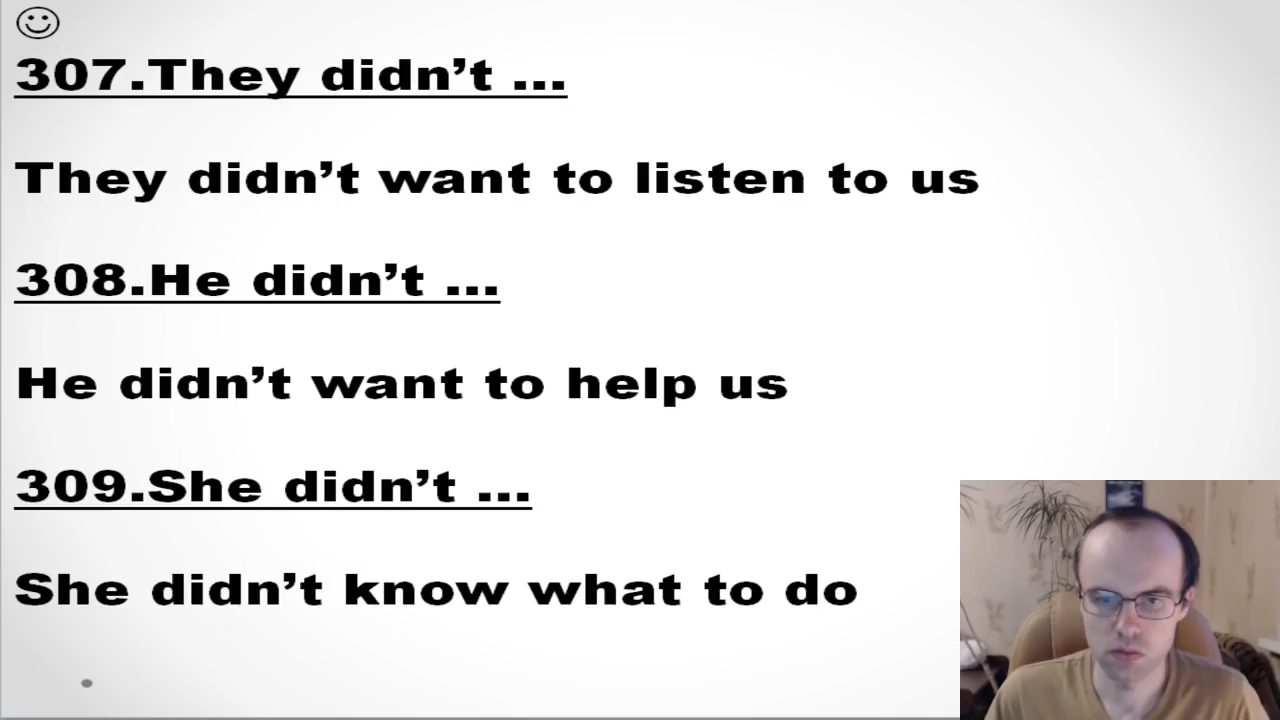 307.They didn’t ...
They didn’t want to listen to us
308.He didn’t ...
He didn’t want to help us
309.She didn’t ...
She didn’t know what to do